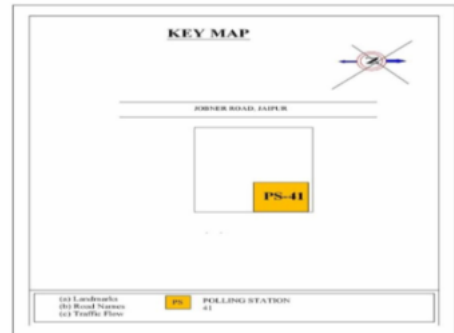 KEY MAP
N
JOBNER ROAD, JAIPUR
PS-41
(a) Landmarks
(b) Road Names
(c) Traffic Flow
PS
POLLING STATION
41